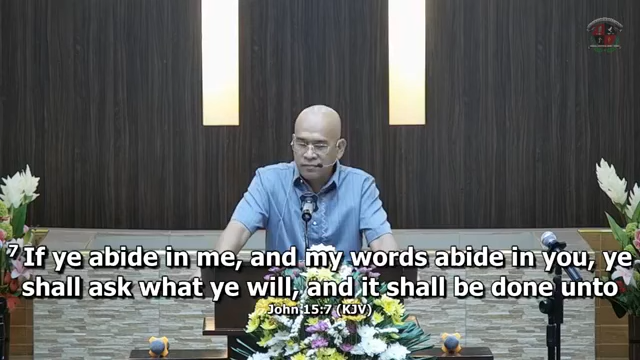 7 If ye abide in me, and my words abide in you, ye
shall ask what ye will, and it shall be done unto
John 15:7 (KJV)